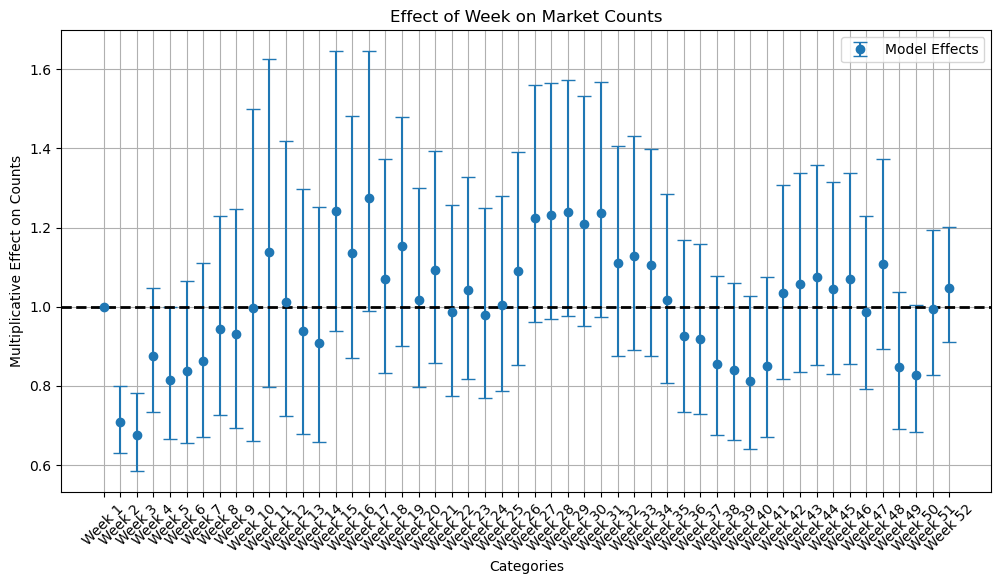 Effect of Week on Market Counts
Model Effects
Multiplicative Effect on Counts
1.6
1.4
1.2
1.0
0.8
0.6
Week 1
Week 2
Week 3
Week 4
Week 5
Week 6
Week 7
Week 8
Week 9
Week 10
Week 11
Week 12
Week 13
Week 14
Week 15
Week 16
Week 17
Week 18
Week 19
Week 20
Week 21
Week 22
Week 23
Week 24
Week 25
Week 26
Week 27
Week 28
Week 29
Week 30
Week 31
Week 32
Week 33
Week 34
Week 35
Week 36
Week 37
Week 38
Week 39
Week 40
Week 41
Week 42
Week 43
Week 44
Week 45
Week 46
Week 47
Week 48
Week 49
Week 50
Week 51
Week 52
Categories